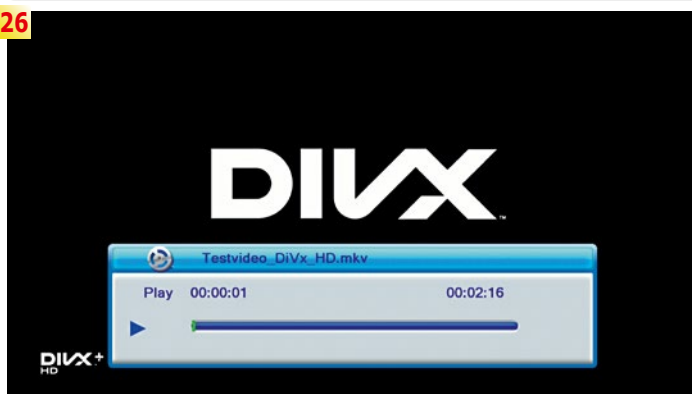 26
DIVX™
Testvideo_DiVx_HD.mkv
Play 00:00:01 00:02:16
DIVX+
HD